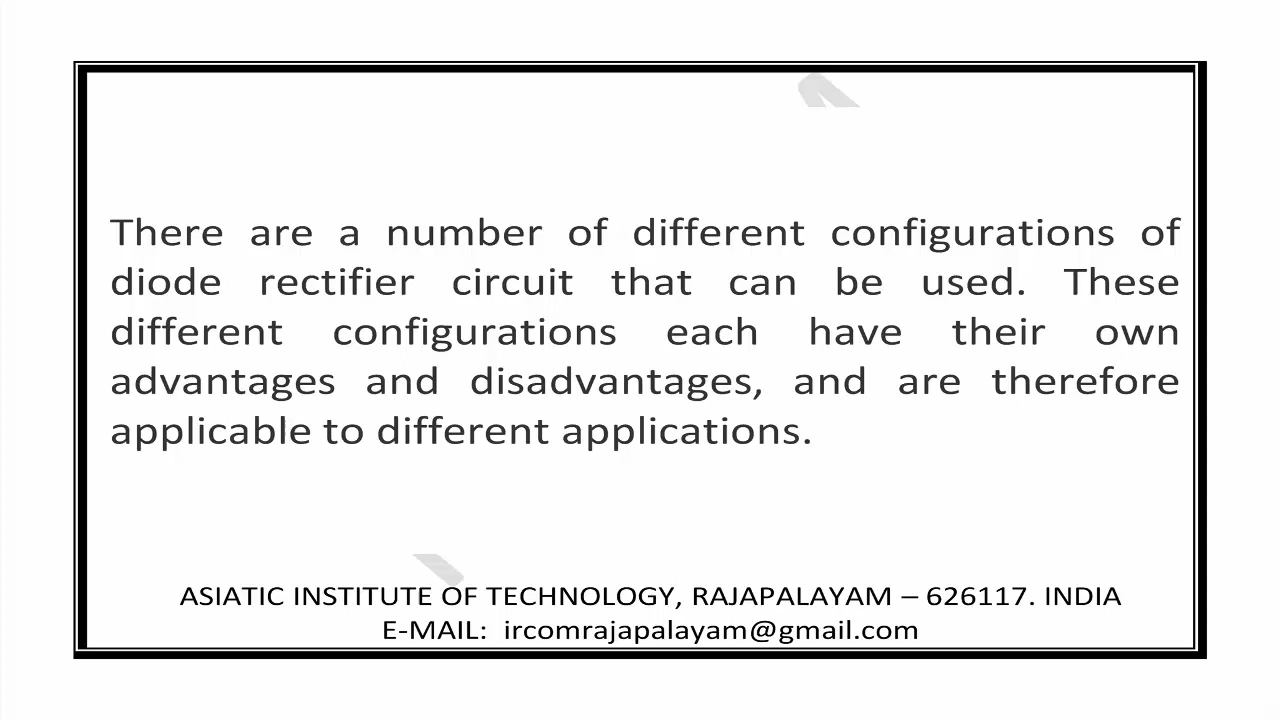 There are a number of different configurations of
diode rectifier circuit that can be used. These
different configurations each have their own
advantages and disadvantages, and are therefore
applicable to different applications.
ASIATIC INSTITUTE OF TECHNOLOGY, RAJAPALAYAM – 626117. INDIA
E-MAIL: ircomrajapalayam@gmail.com